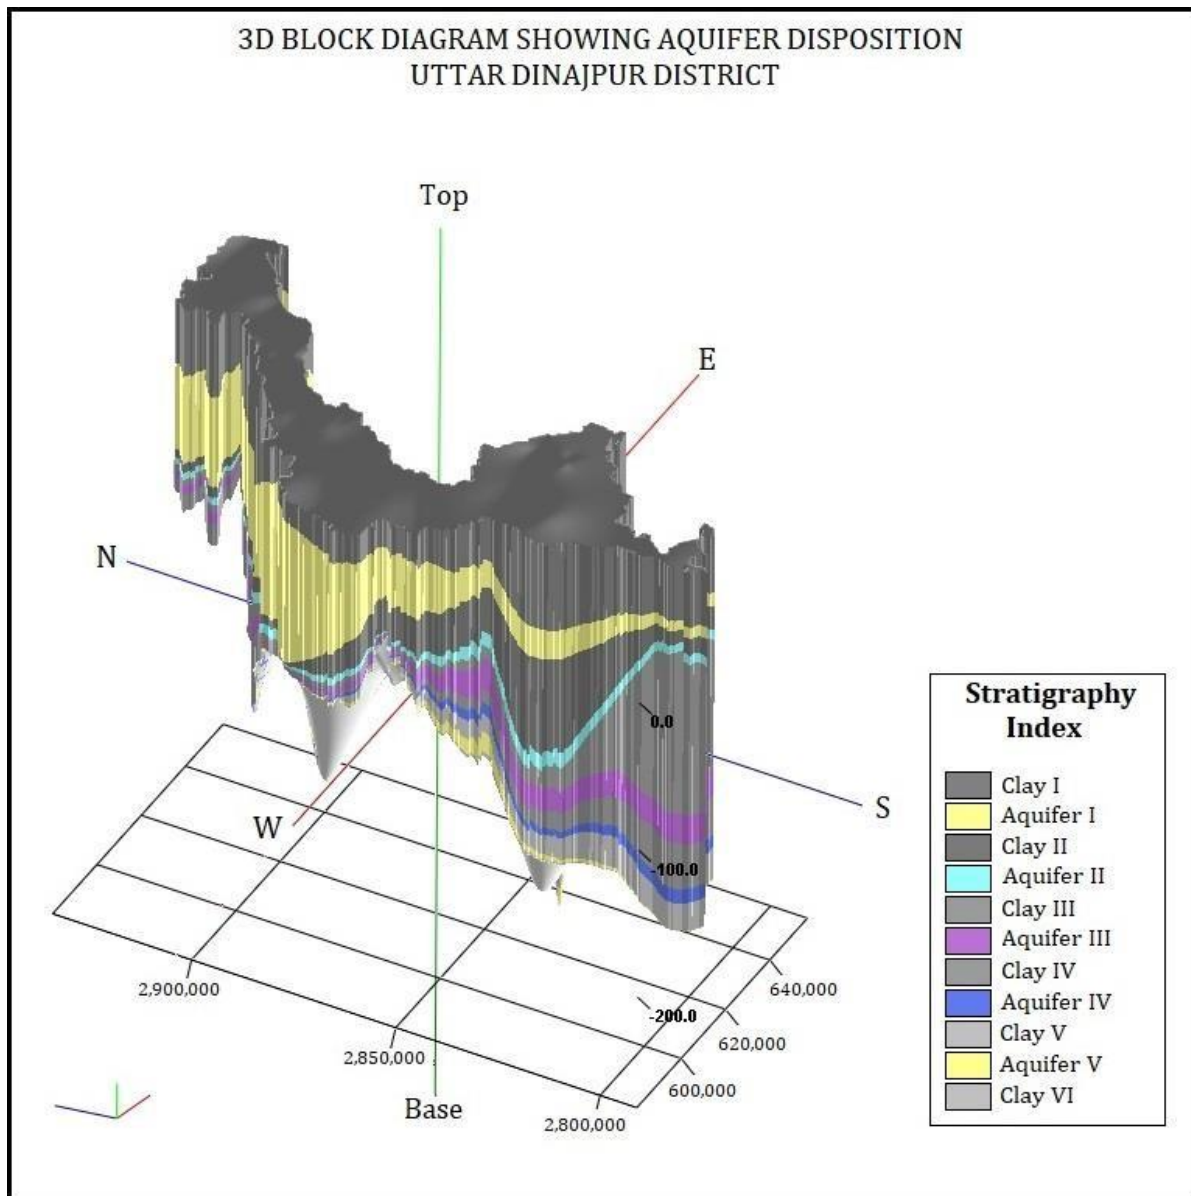 3D BLOCK DIAGRAM SHOWING AQUIFER DISPOSITION
UTTAR DINAJPUR DISTRICT
Top
E
N
W
S
0.0
-100.0
-200.0
2,900,000
2,850,000
2,800,000
640,000
620,000
600,000
Base
Stratigraphy
Index
Clay I
Aquifer I
Clay II
Aquifer II
Clay III
Aquifer III
Clay IV
Aquifer IV
Clay V
Aquifer V
Clay VI